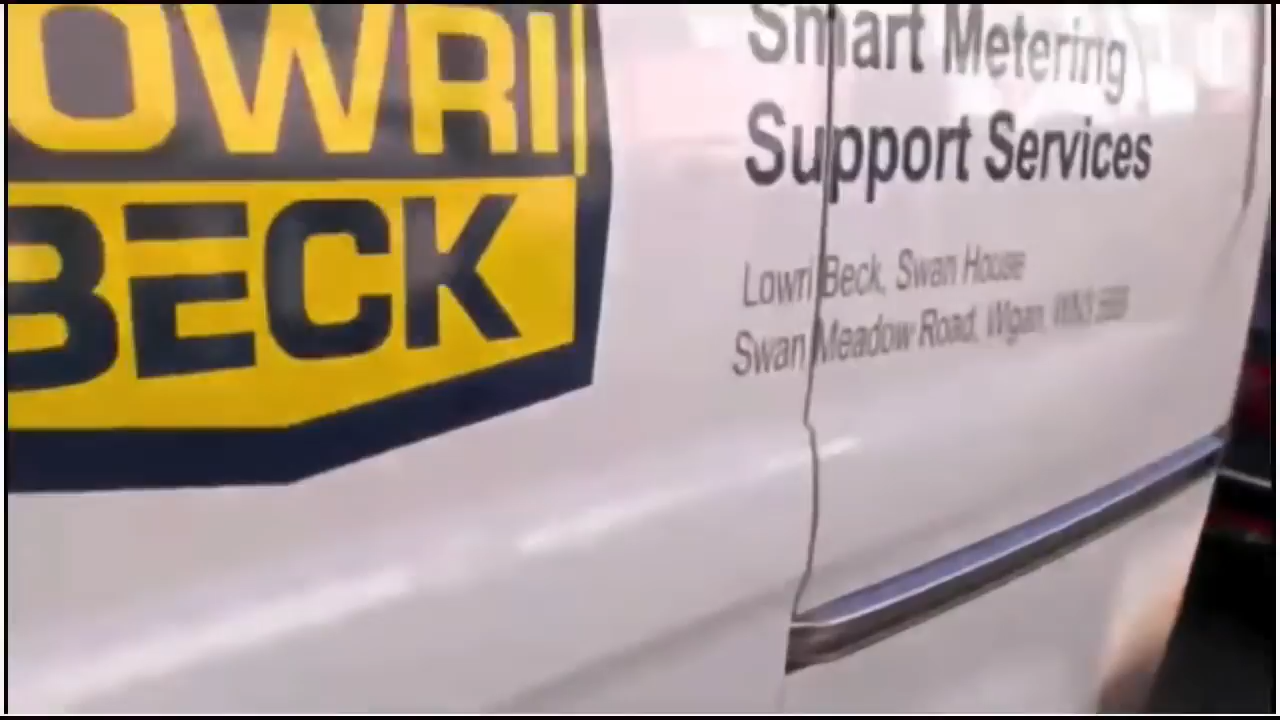 OWRI
BECK
Smart Metering
Support Services
Lowri Beck, Swan House
Swan Meadow Road, Wigan,